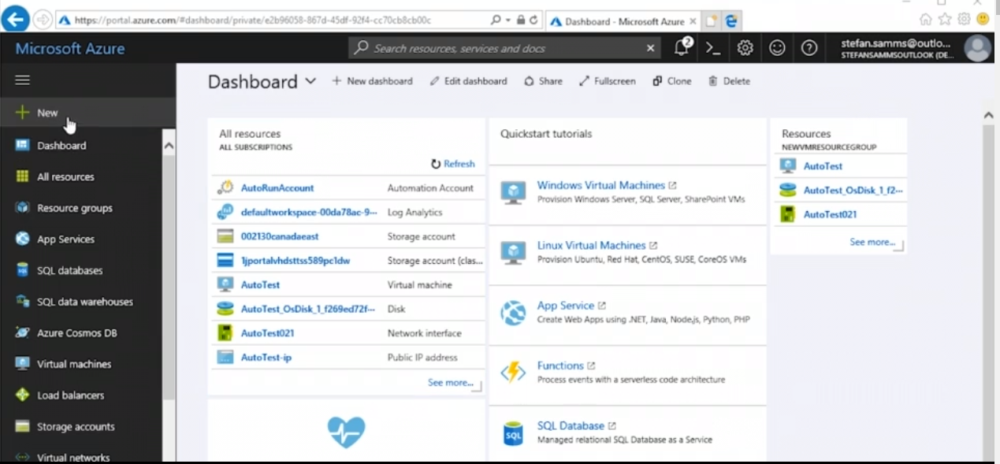 https://portal.azure.com/#dashboard/private/e2b96058-867d-45df-92f4-cc70cb8cb00c
Dashboard - Microsoft Azure
Microsoft Azure
Search resources, services and docs
2
stefan.samms@outlo...
STEFANSAMMSOUTLOOK (DE...
Dashboard
New dashboard
Edit dashboard
Share
Fullscreen
Clone
Delete
New
Dashboard
All resources
Resource groups
App Services
SQL databases
SQL data warehouses
Azure Cosmos DB
Virtual machines
Load balancers
Storage accounts
Virtual networks
All resources
ALL SUBSCRIPTIONS
Refresh
AutoRunAccount Automation Account
defaultworkspace-00da78ac-9... Log Analytics
002130canadaeast Storage account
1jportalvhdsttss589pc1dw Storage account (clas...
AutoTest Virtual machine
AutoTest_OsDisk_1_f269ed72f... Disk
AutoTest021 Network interface
AutoTest-ip Public IP address
See more...
Quickstart tutorials
Windows Virtual Machines
Provision Windows Server, SQL Server, SharePoint VMs
Linux Virtual Machines
Provision Ubuntu, Red Hat, CentOS, SUSE, CoreOS VMs
App Service
Create Web Apps using .NET, Java, Node.js, Python, PHP
Functions
Process events with a serverless code architecture
SQL
SQL Database
Managed relational SQL Database as a Service
Resources
NEWVMRESOURCEGROUP
AutoTest
AutoTest_OsDisk_1_f2...
AutoTest021
See more...